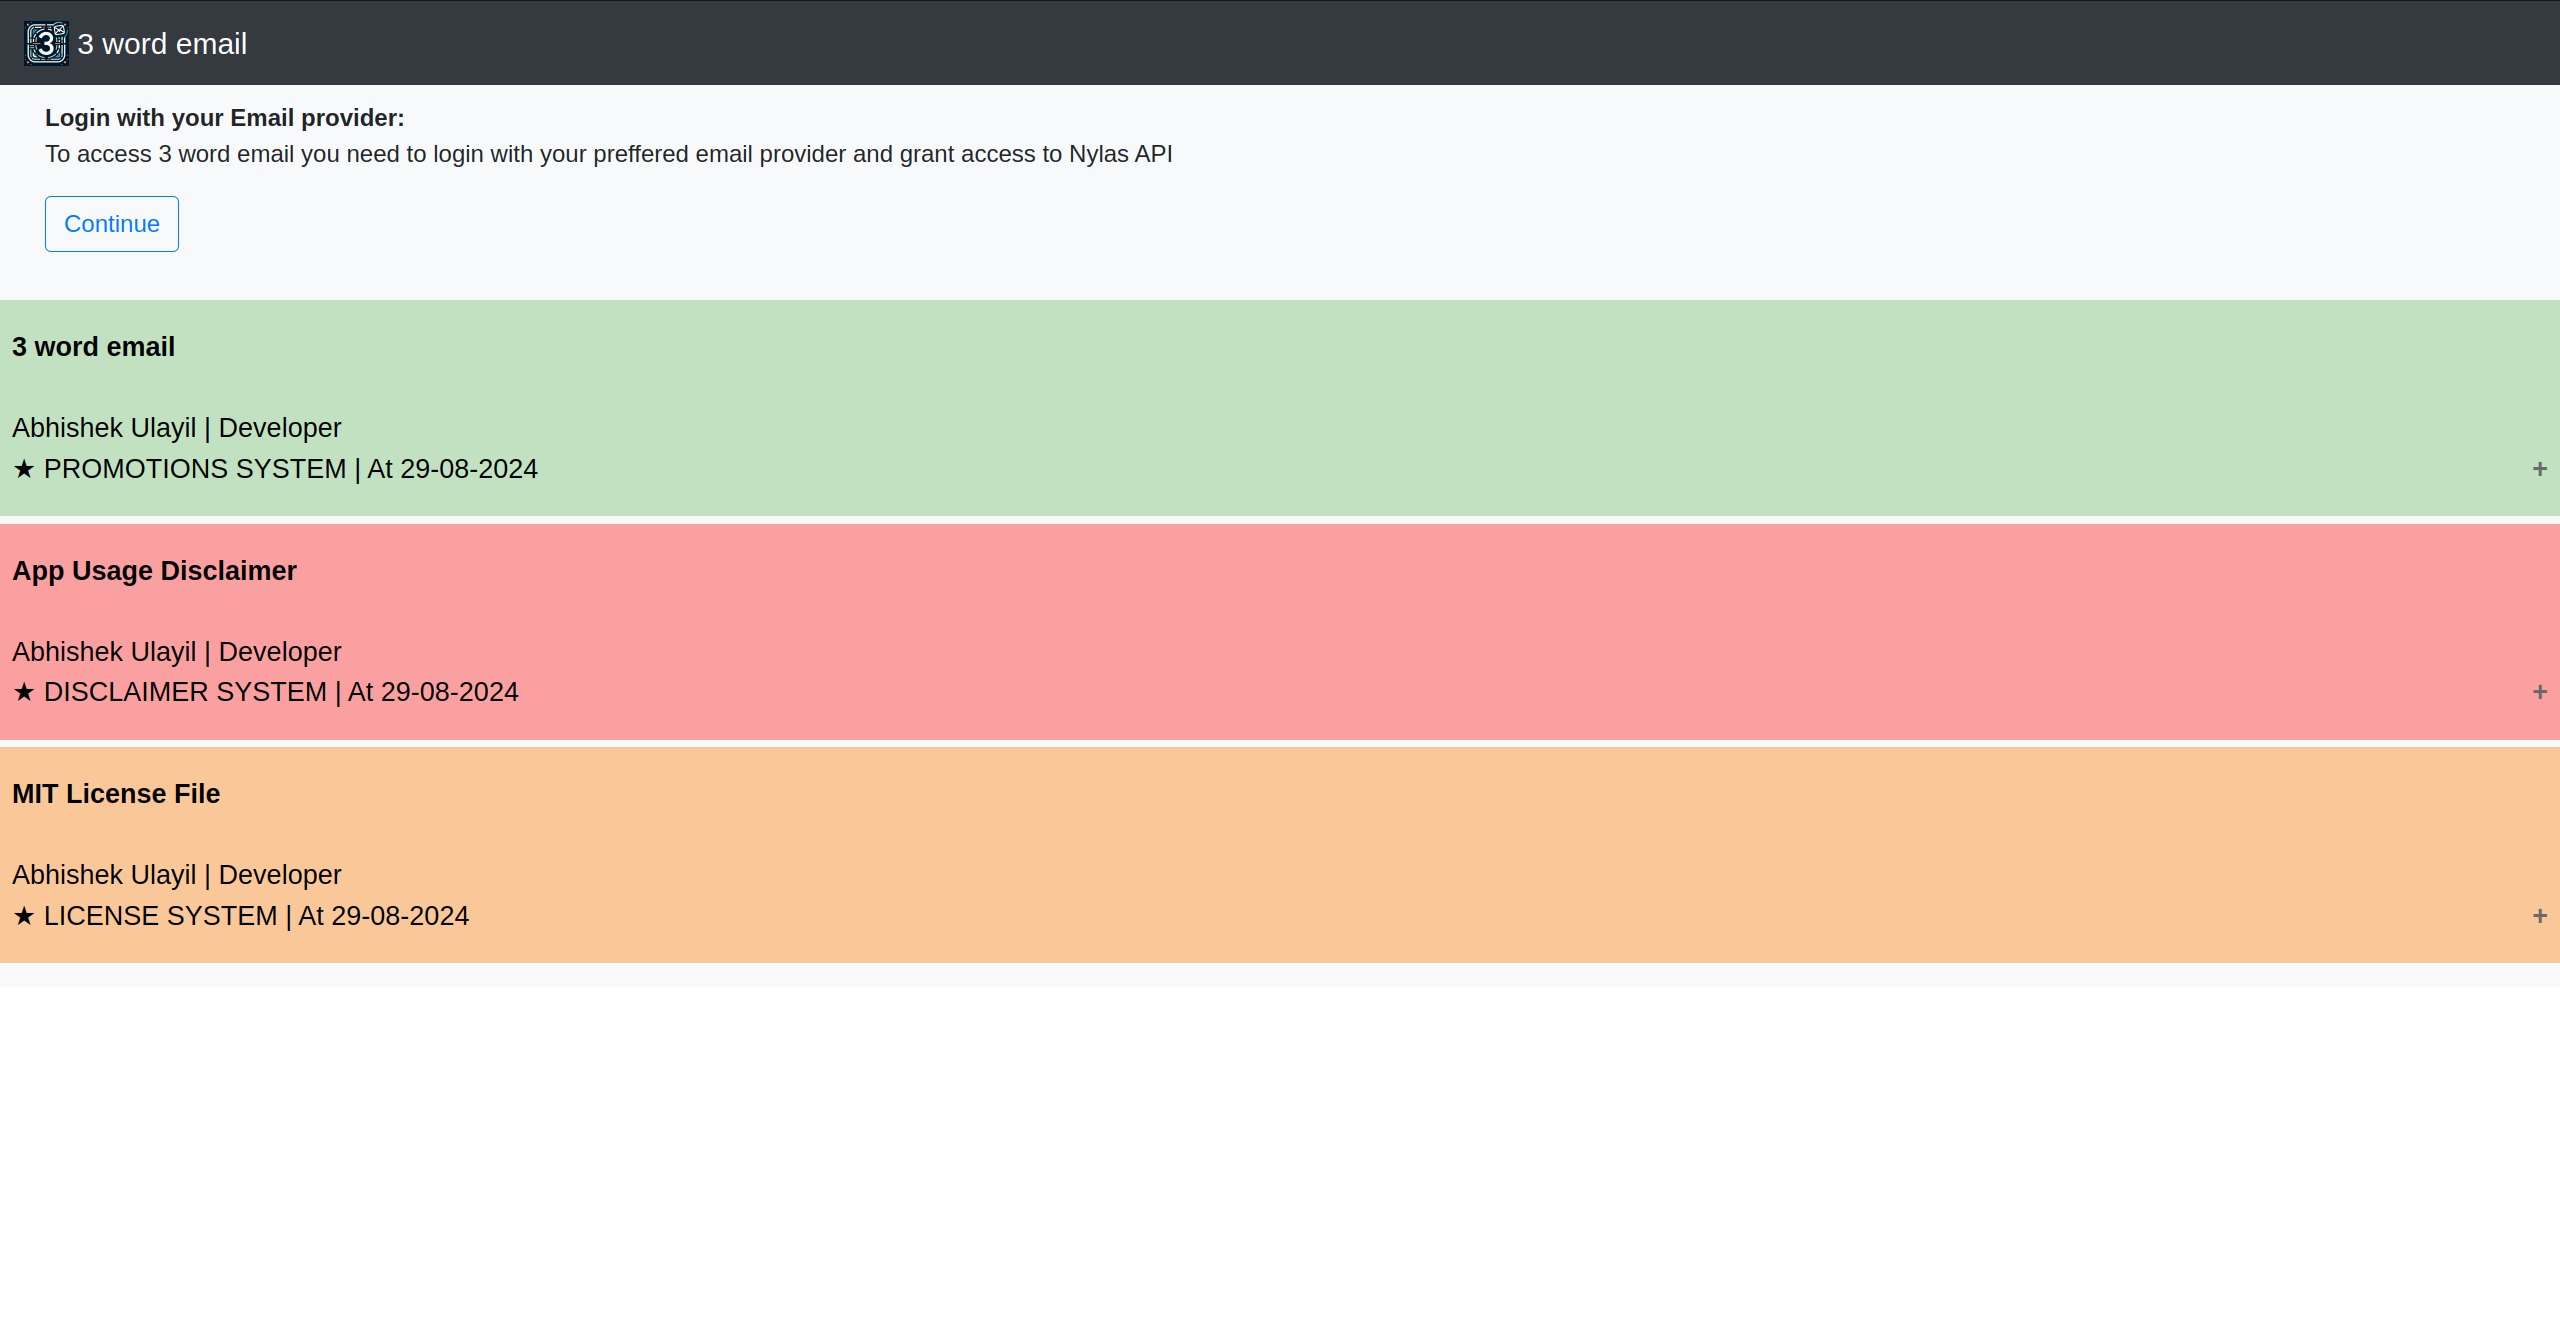 3
3 word email
Login with your Email provider:
To access 3 word email you need to login with your preffered email provider and grant access to Nylas API
Continue
3 word email
Abhishek Ulayil | Developer
★ PROMOTIONS SYSTEM | At 29-08-2024
+
App Usage Disclaimer
Abhishek Ulayil | Developer
★ DISCLAIMER SYSTEM | At 29-08-2024
+
MIT License File
Abhishek Ulayil | Developer
★ LICENSE SYSTEM | At 29-08-2024
+